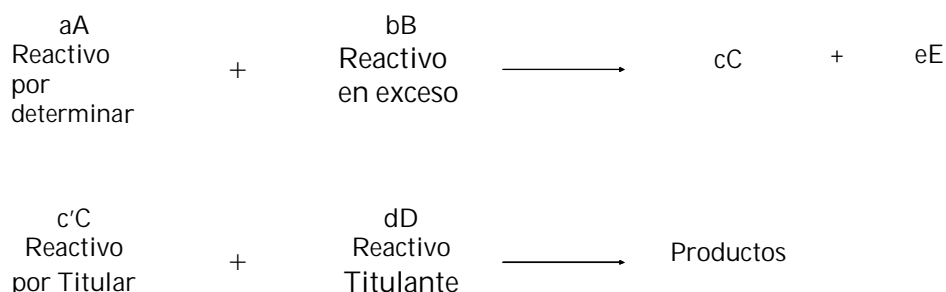 aA
Reactivo
por
determinar
+
bB
Reactivo
en exceso
cC + eE
c'C
Reactivo
por Titular
+
dD
Reactivo
Titulante
Productos